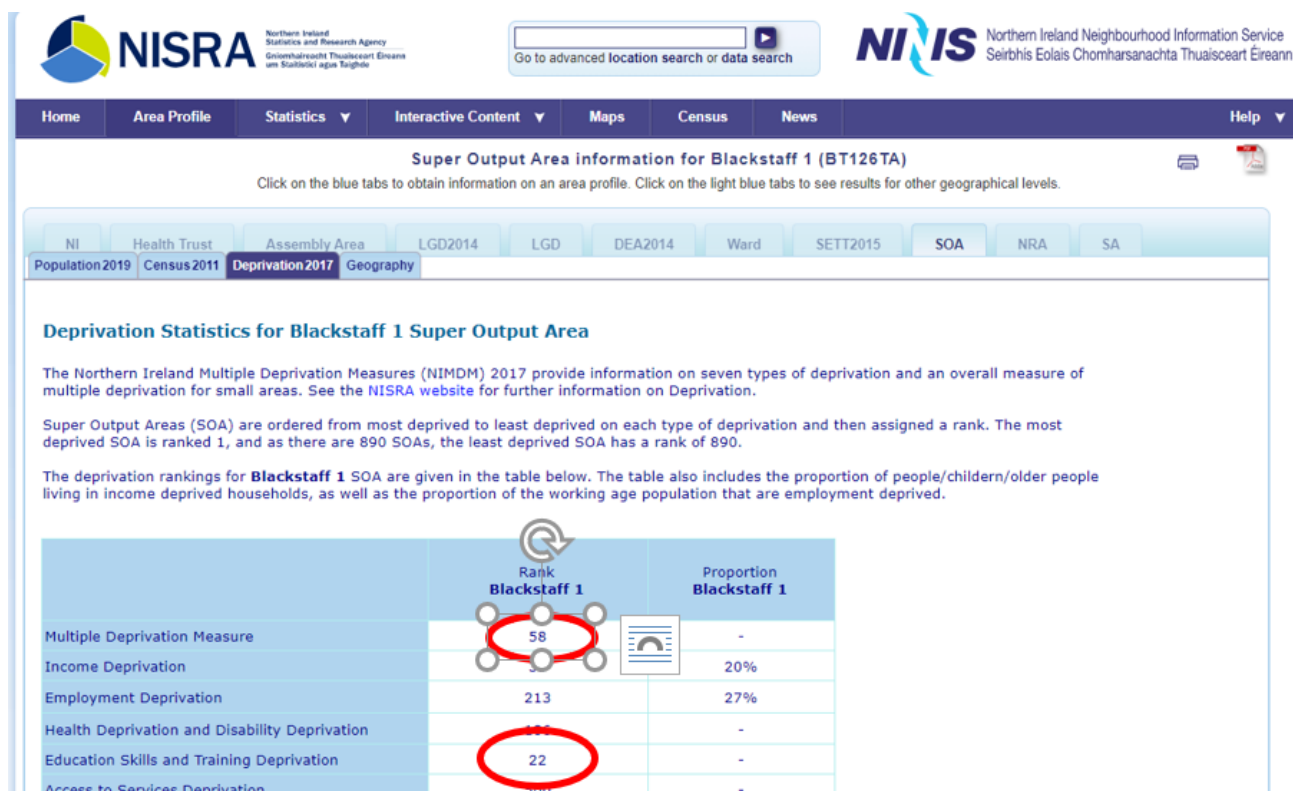 NISRA
Northern Ireland
Statistics and Research Agency
Gníomhaireacht Thuaisceart Éireann
um Staitisticí agus Taighde
Go to advanced location search or data search
NINIS
Northern Ireland Neighbourhood Information Service
Seirbhís Eolais Chomharsanachta Thuaisceart Éireann
Home Area Profile Statistics ▼ Interactive Content ▼ Maps Census News Help ▼
Super Output Area information for Blackstaff 1 (BT126TA)
Click on the blue tabs to obtain information on an area profile. Click on the light blue tabs to see results for other geographical levels.
NI Health Trust Assembly Area LGD2014 LGD DEA2014 Ward SETT2015 SOA NRA SA
Population 2019 Census 2011 Deprivation 2017 Geography
Deprivation Statistics for Blackstaff 1 Super Output Area
The Northern Ireland Multiple Deprivation Measures (NIMDM) 2017 provide information on seven types of deprivation and an overall measure of
multiple deprivation for small areas. See the NISRA website for further information on Deprivation.
Super Output Areas (SOA) are ordered from most deprived to least deprived on each type of deprivation and then assigned a rank. The most
deprived SOA is ranked 1, and as there are 890 SOAs, the least deprived SOA has a rank of 890.
The deprivation rankings for Blackstaff 1 SOA are given in the table below. The table also includes the proportion of people/childern/older people
living in income deprived households, as well as the proportion of the working age population that are employment deprived.
Rank Proportion
Blackstaff 1 Blackstaff 1
Multiple Deprivation Measure 58 -
Income Deprivation 20%
Employment Deprivation 213 27%
Health Deprivation and Disability Deprivation -
Education Skills and Training Deprivation 22 -
Access to Services Deprivation -